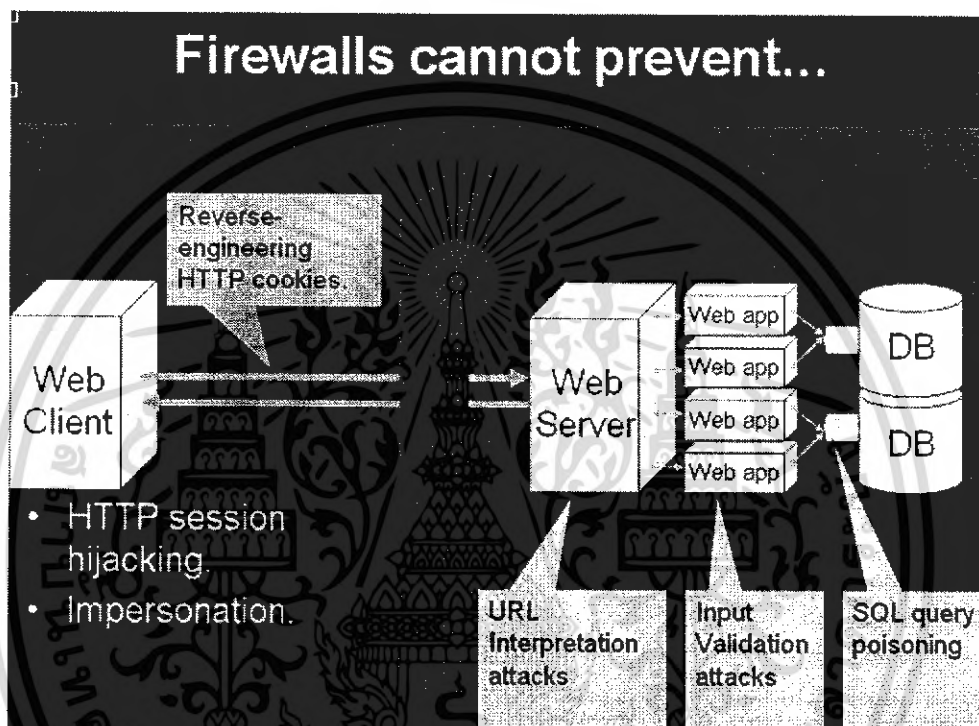 Firewalls cannot prevent...
Reverse-
engineering
HTTP cookies.
Web
Client
Web
Server
Web app
Web app
Web app
Web app
DB
DB
• HTTP session
hijacking.
• Impersonation.
URL
Interpretation
attacks
Input
Validation
attacks
SQL query
poisoning